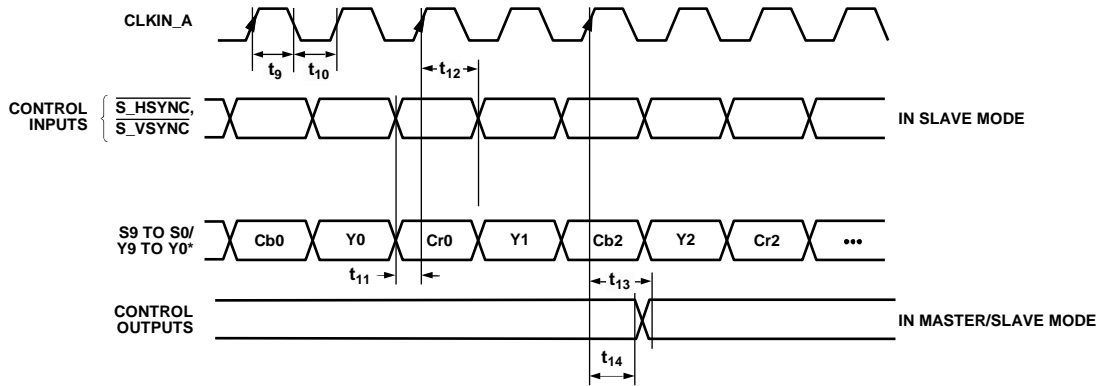 CLKIN_A
t9
t10
t12
CONTROL INPUTS
S_HSYNC,
S_VSYNC
IN SLAVE MODE
S9 TO S0/
Y9 TO Y0*
Cb0
Y0
Cr0
Y1
Cb2
Y2
Cr2
•••
t11
t13
CONTROL
OUTPUTS
IN MASTER/SLAVE MODE
t14